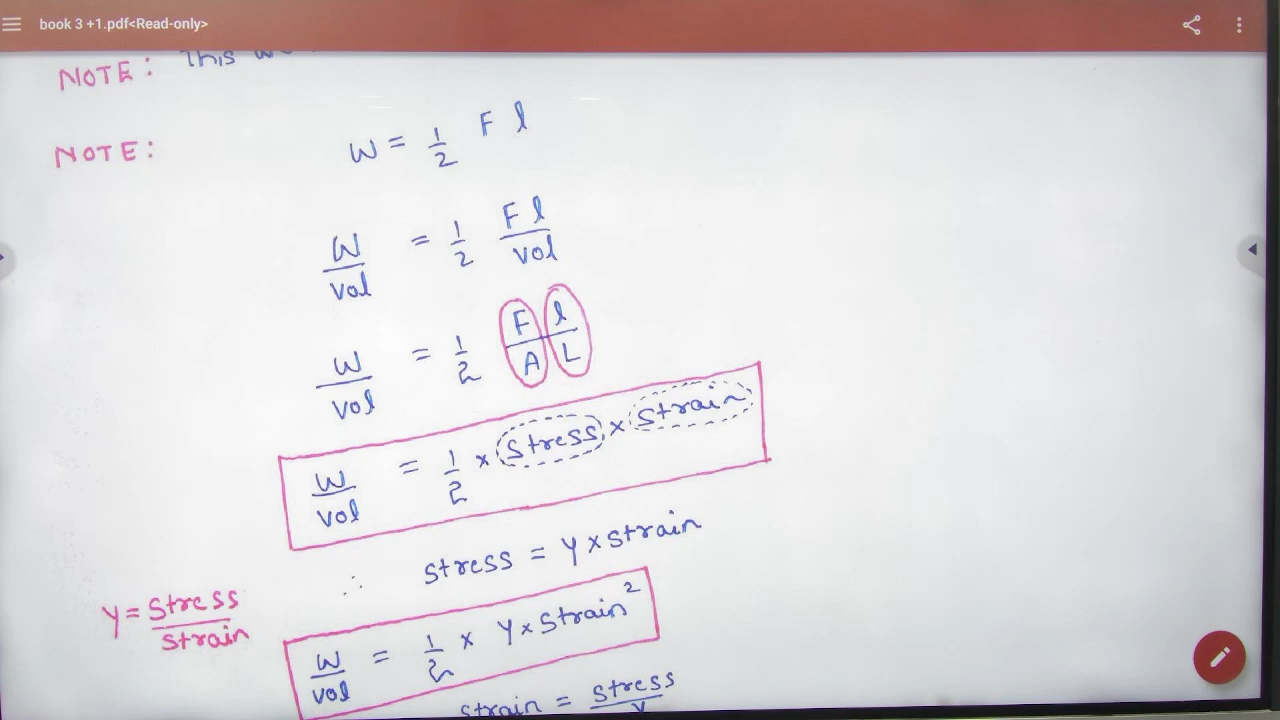 book 3 +1.pdf<Read-only>
NOTE: This
NOTE:
W = 1/2 F l
W/vol = 1/2 F l/vol
W/vol = 1/2 F/A l/L
W/vol = 1/2 × stress × strain
∴ stress = Y × strain
Y = stress/strain
W/vol = 1/2 × Y × strain²
strain = stress/Y